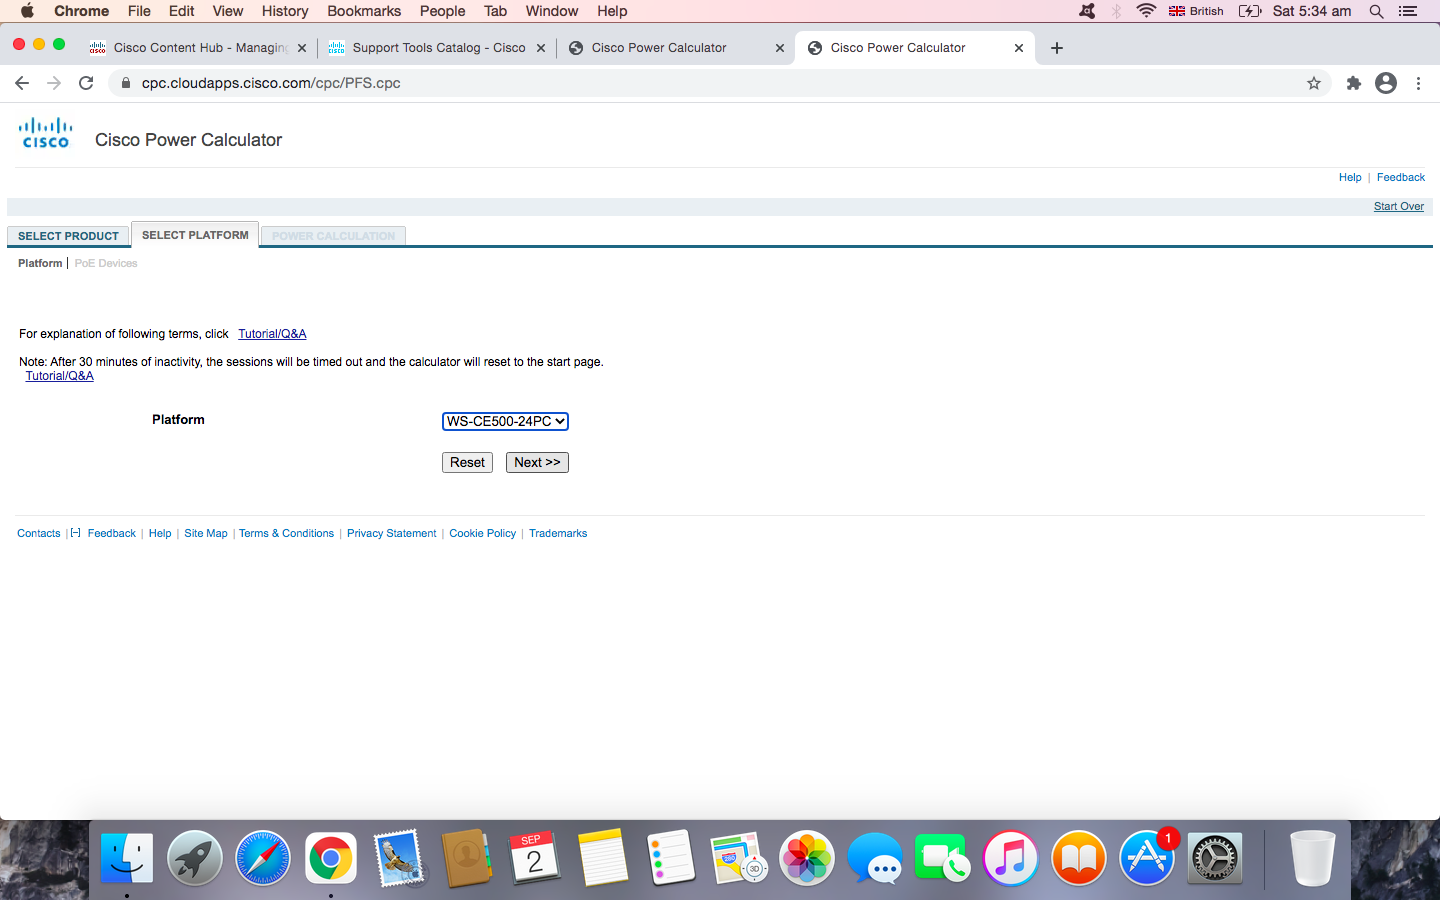 Chrome File Edit View History Bookmarks People Tab Window Help British Sat 5:34 am
Cisco Content Hub - Managing Support Tools Catalog - Cisco Cisco Power Calculator Cisco Power Calculator
cpc.cloudapps.cisco.com/cpc/PFS.cpc
CISCO Cisco Power Calculator
Help | Feedback
Start Over
SELECT PRODUCT SELECT PLATFORM POWER CALCULATION
Platform | PoE Devices
For explanation of following terms, click Tutorial/Q&A
Note: After 30 minutes of inactivity, the sessions will be timed out and the calculator will reset to the start page.
Tutorial/Q&A
Platform WS-CE500-24PC
Reset Next >>
Contacts | [-] Feedback | Help | Site Map | Terms & Conditions | Privacy Statement | Cookie Policy | Trademarks
SEP
2
280
3D
1